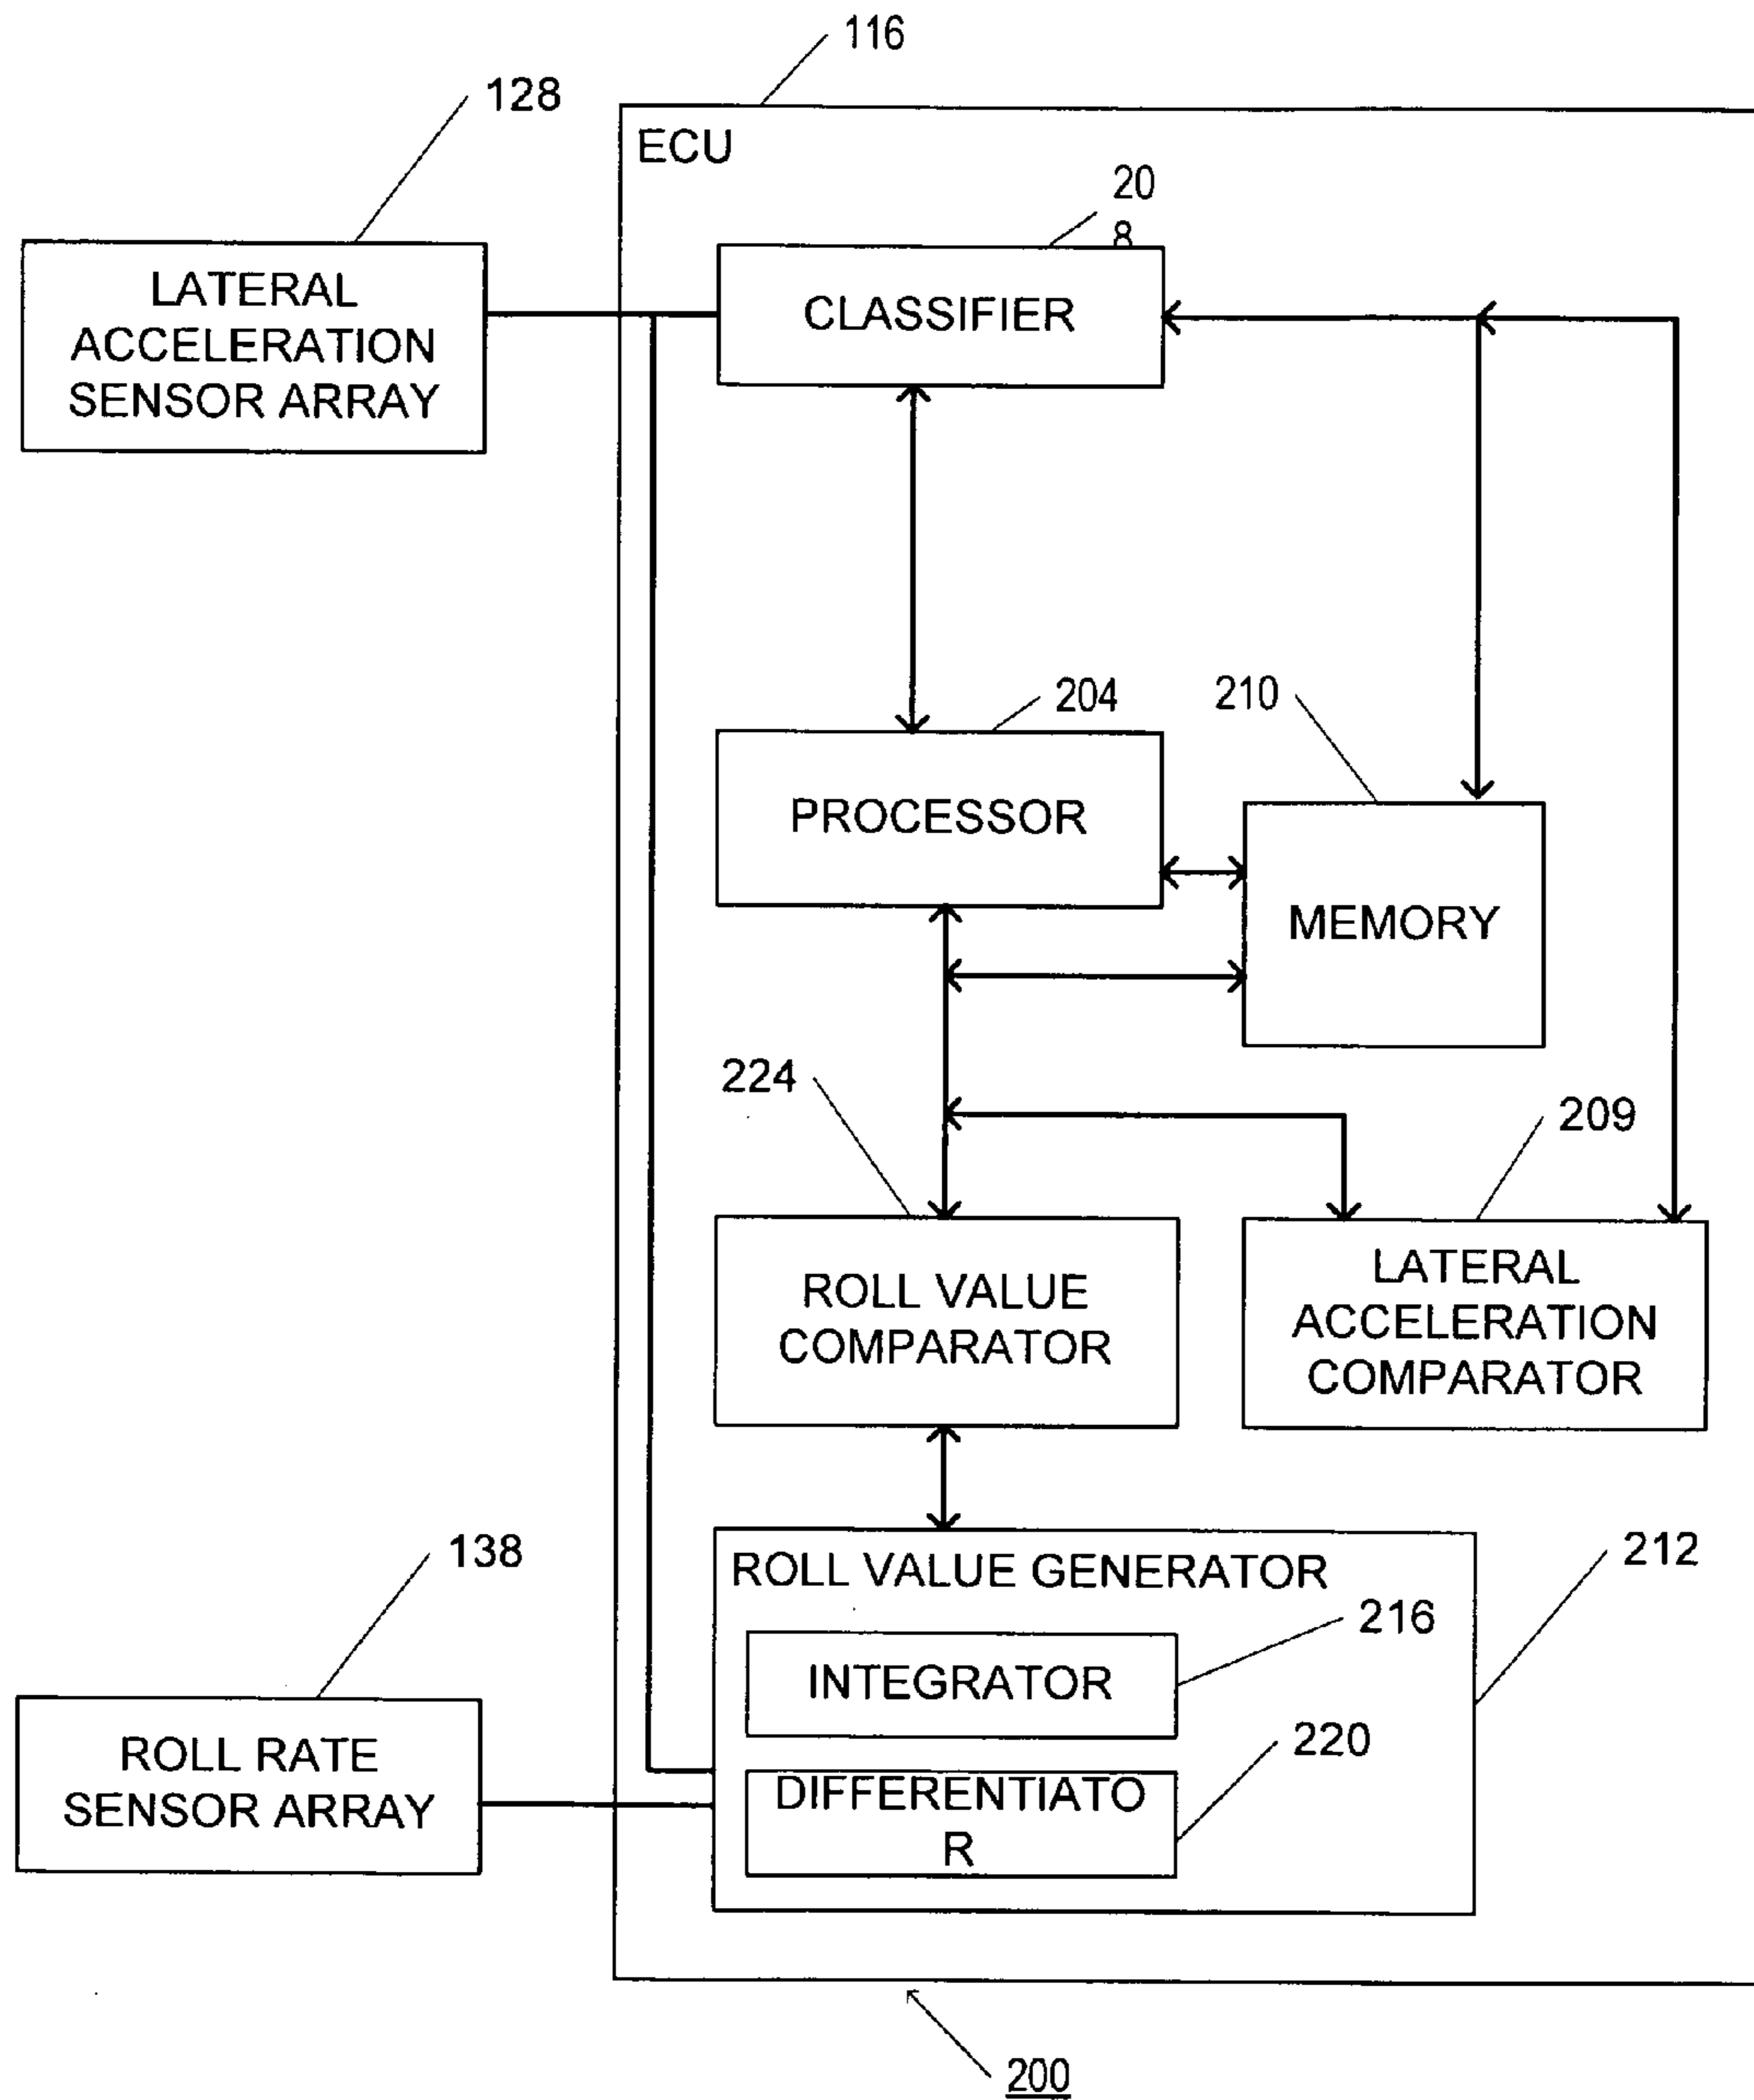 116
128
ECU
20
8
LATERAL
ACCELERATION
SENSOR ARRAY
CLASSIFIER
204
210
PROCESSOR
MEMORY
224
209
ROLL VALUE
COMPARATOR
LATERAL
ACCELERATION
COMPARATOR
138
212
ROLL VALUE GENERATOR
216
INTEGRATOR
220
ROLL RATE
SENSOR ARRAY
DIFFERENTIATO
R
200